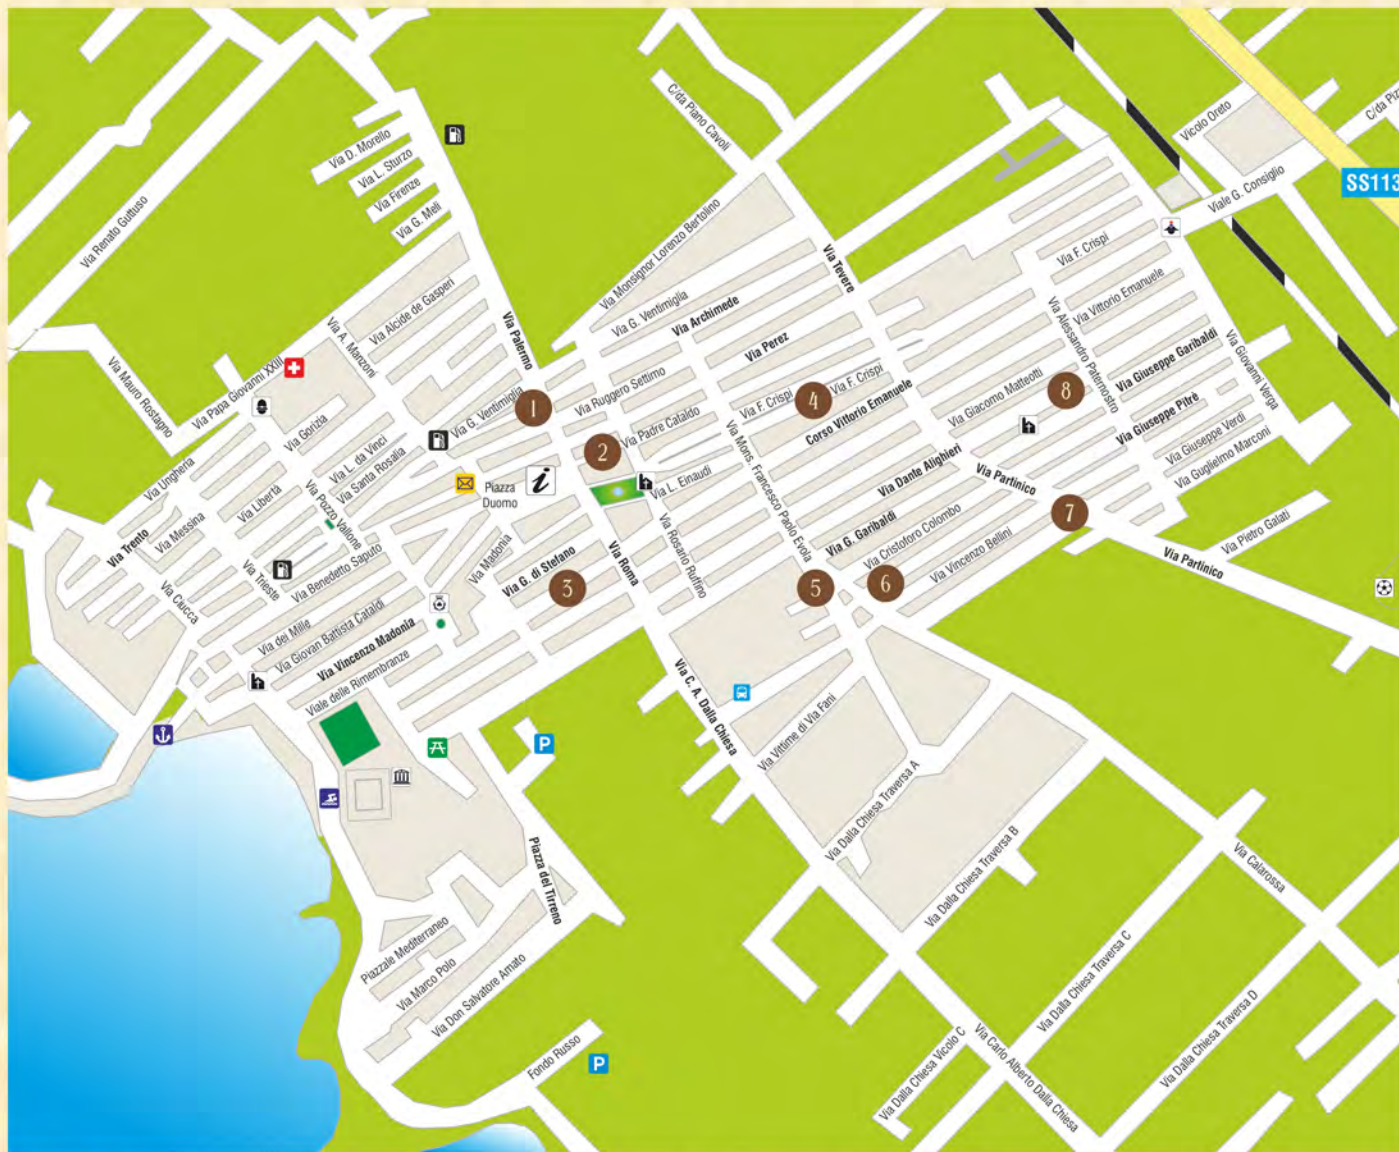 C/da Piano Cavoli
Vicolo Oreto
C/da Piz
SS113
Viale G. Consiglio
Via D. Morello
Via L. Sturzo
Via Firenze
Via G. Meli
Via Renato Guttuso
Via Monsignor Lorenzo Bertolino
Via Tevere
Via F. Crispi
Via Alcide de Gasperi
Via G. Ventimiglia
Via Archimede
Via Vittorio Emanuele
Via A. Manzoni
Via Palermo
Via Perez
Via Alessandro Paternostro
Via Giuseppe Garibaldi
Via Giovanni Verga
Via Mauro Rostagno
Via Papa Giovanni XXIII
Via Ruggero Settimo
Via F. Crispi
Via F. Crispi
Via Giacomo Matteotti
1
4
8
Via G. Ventimiglia
Via Gorizia
Via Padre Cataldo
Corso Vittorio Emanuele
Via Giuseppe Pitrè
Via Giuseppe Verdi
Via Guglielmo Marconi
2
Via L. da Vinci
Via Santa Rosalia
Via Ungheria
Via Libertà
Via L. Einaudi
Via Mons. Francesco Paolo Evola
Via Dante Alighieri
Via Partinico
Piazza
Duomo
i
Via Pozzo Vallone
Via Messina
Via Trento
7
Via G. Garibaldi
Via Cristoforo Colombo
Via Vincenzo Bellini
Via Pietro Galati
Via Partinico
Via Madonia
Via G. di Stefano
Via Roma
Via Rosario Ruffino
Via Benedetto Saputo
Via Trieste
Via Ciucca
3
5
6
Via dei Mille
Via Giovan Battista Cataldi
Via Vincenzo Madonia
Viale delle Rimembranze
Via C. A. Dalla Chiesa
Via Vittime di Via Fani
P
Via Dalla Chiesa Traversa A
Via Dalla Chiesa Traversa B
Via Calarossa
Piazza del Tirreno
Piazzale Mediterraneo
Via Marco Polo
Via Don Salvatore Amato
Via Dalla Chiesa Traversa C
Via Dalla Chiesa Traversa D
Fondo Russo
P
Via Dalla Chiesa Vicolo C
Via Carlo Alberto Dalla Chiesa